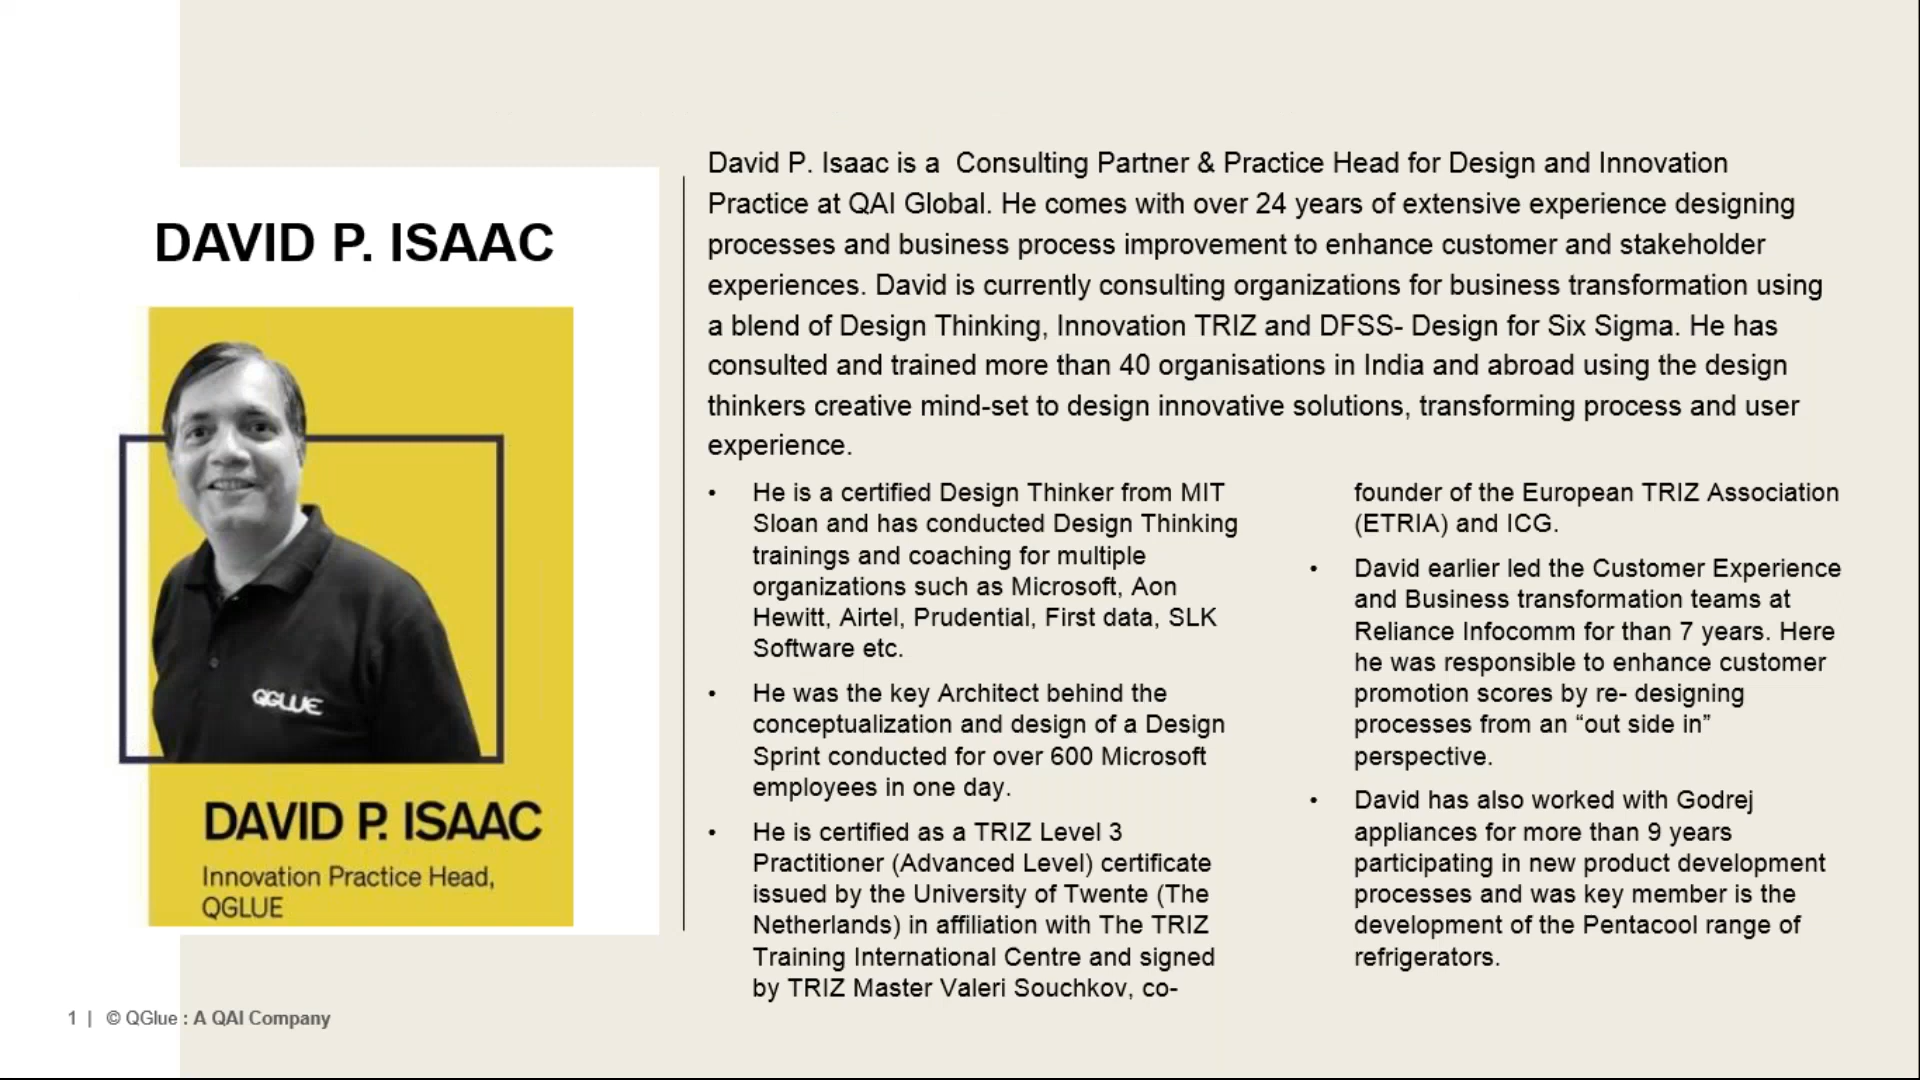 DAVID P. ISAAC
QGLUE
DAVID P. ISAAC
Innovation Practice Head,
QGLUE
David P. Isaac is a  Consulting Partner & Practice Head for Design and Innovation
Practice at QAI Global. He comes with over 24 years of extensive experience designing
processes and business process improvement to enhance customer and stakeholder
experiences. David is currently consulting organizations for business transformation using
a blend of Design Thinking, Innovation TRIZ and DFSS- Design for Six Sigma. He has
consulted and trained more than 40 organisations in India and abroad using the design
thinkers creative mind-set to design innovative solutions, transforming process and user
experience.
• He is a certified Design Thinker from MIT
Sloan and has conducted Design Thinking
trainings and coaching for multiple
organizations such as Microsoft, Aon
Hewitt, Airtel, Prudential, First data, SLK
Software etc.
• He was the key Architect behind the
conceptualization and design of a Design
Sprint conducted for over 600 Microsoft
employees in one day.
• He is certified as a TRIZ Level 3
Practitioner (Advanced Level) certificate
issued by the University of Twente (The
Netherlands) in affiliation with The TRIZ
Training International Centre and signed
by TRIZ Master Valeri Souchkov, co-
founder of the European TRIZ Association
(ETRIA) and ICG.
• David earlier led the Customer Experience
and Business transformation teams at
Reliance Infocomm for than 7 years. Here
he was responsible to enhance customer
promotion scores by re- designing
processes from an “out side in”
perspective.
• David has also worked with Godrej
appliances for more than 9 years
participating in new product development
processes and was key member is the
development of the Pentacool range of
refrigerators.
1 | © QGlue : A QAI Company